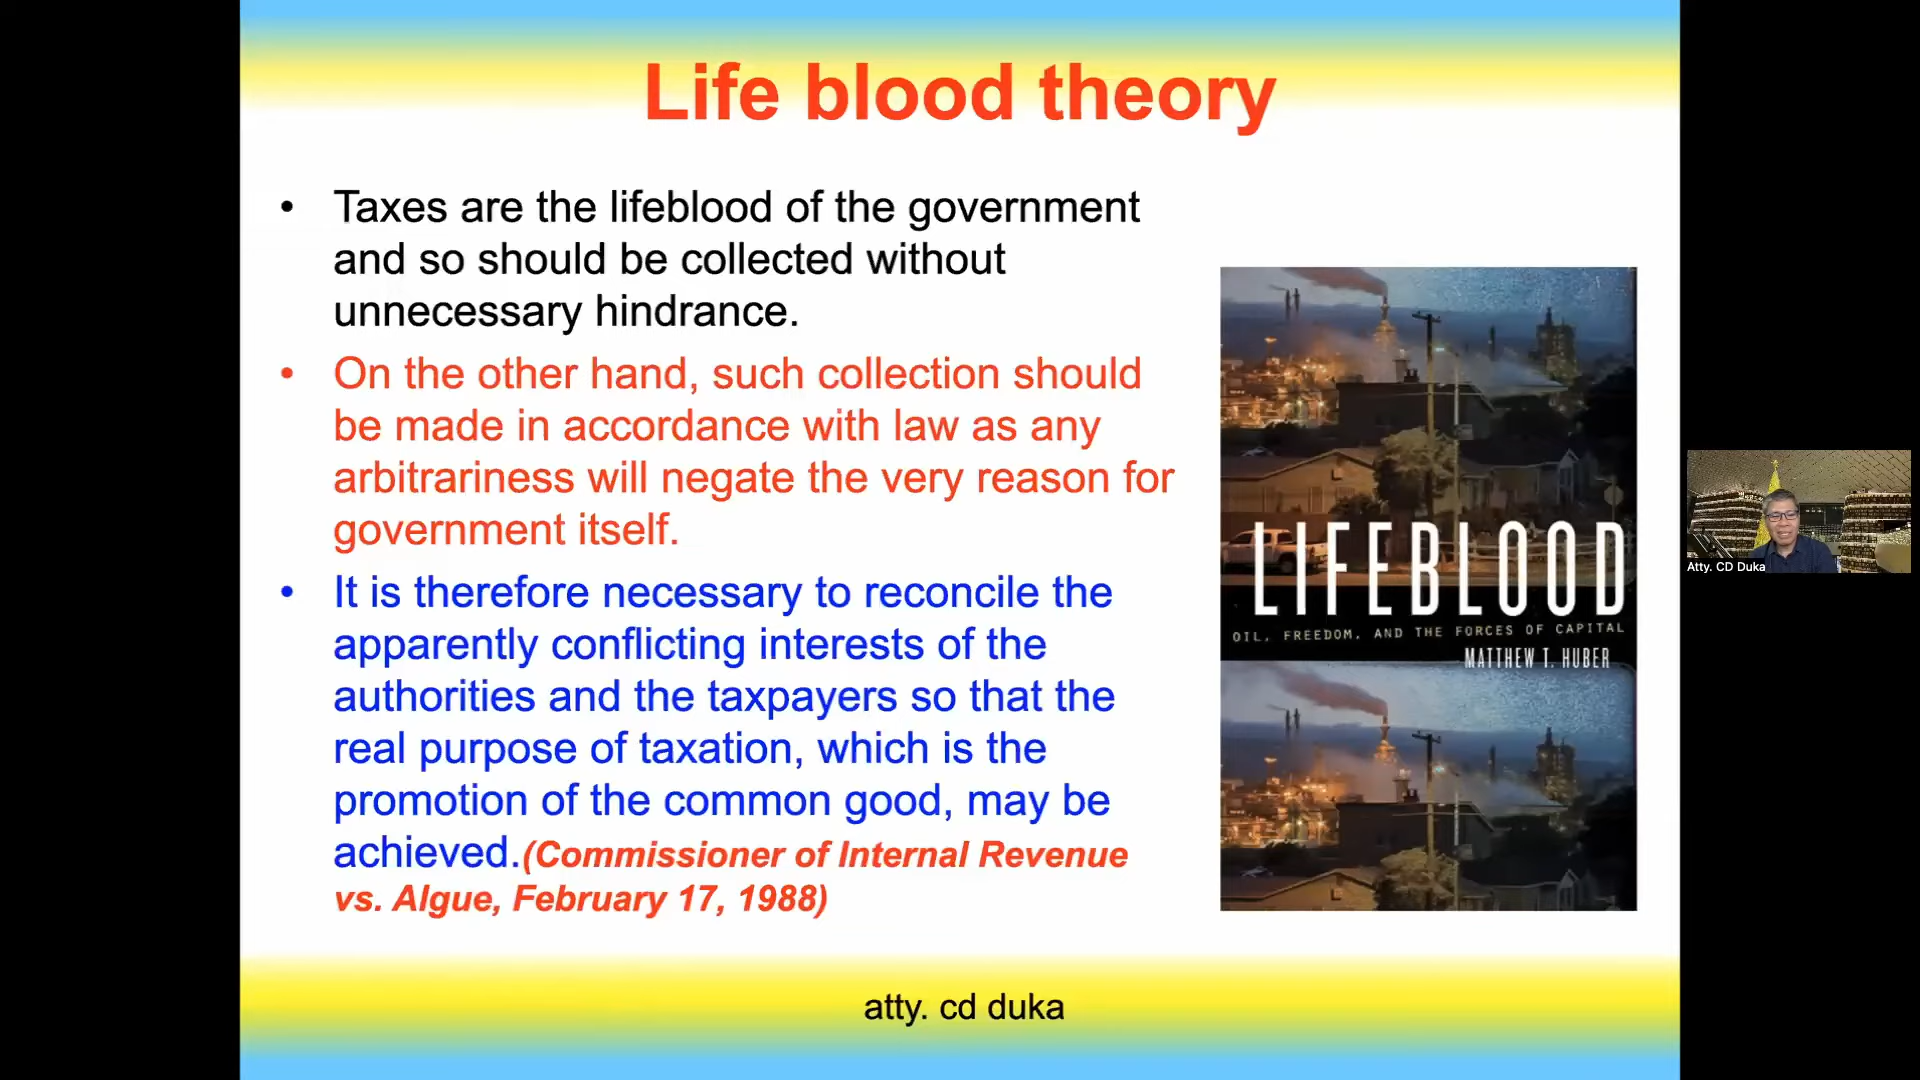 Life blood theory
• Taxes are the lifeblood of the government
and so should be collected without
unnecessary hindrance.
• On the other hand, such collection should
be made in accordance with law as any
arbitrariness will negate the very reason for
government itself.
• It is therefore necessary to reconcile the
apparently conflicting interests of the
authorities and the taxpayers so that the
real purpose of taxation, which is the
promotion of the common good, may be
achieved.(Commissioner of Internal Revenue
vs. Algue, February 17, 1988)
LIFEBLOOD
OIL, FREEDOM, AND THE FORCES OF CAPITAL
MATTHEW T. HUBER
Atty. CD Duka
atty. cd duka